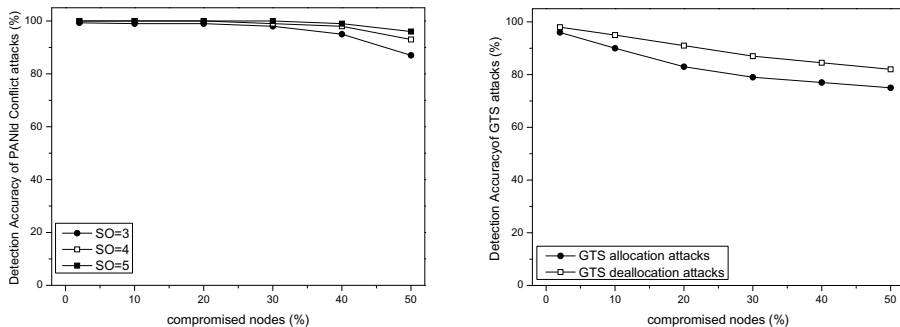 Detection Accuracy of PANId Conflict attacks (%)
100
80
60
40
20
0
SO=3
SO=4
SO=5
0 10 20 30 40 50
compromised nodes (%)
Detection Accuracyof GTS attacks (%)
100
80
60
40
20
0
GTS allocation attacks
GTS deallocation attacks
0 10 20 30 40 50
compromised nodes (%)